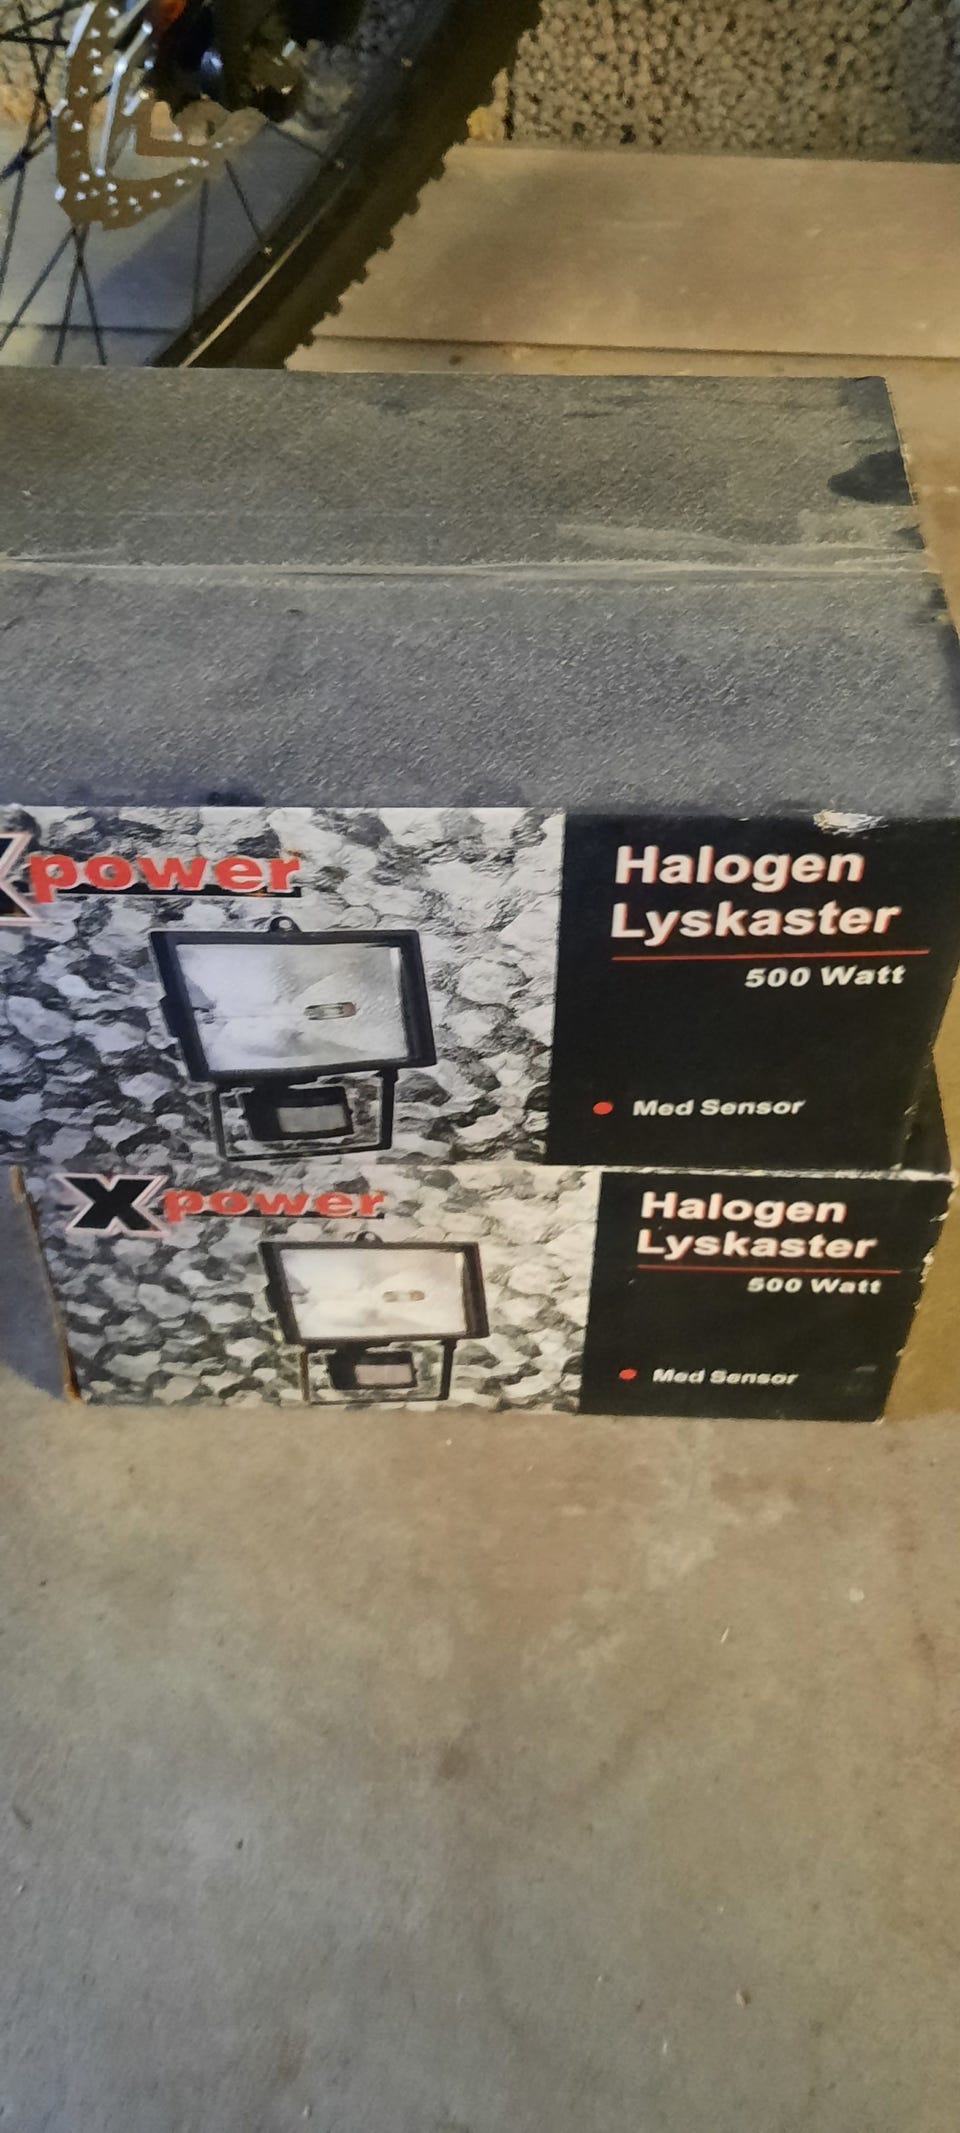 Xpower
Halogen
Lyskaster
500 Watt
Med Sensor
Xpower
Halogen
Lyskaster
500 Watt
Med Sensor